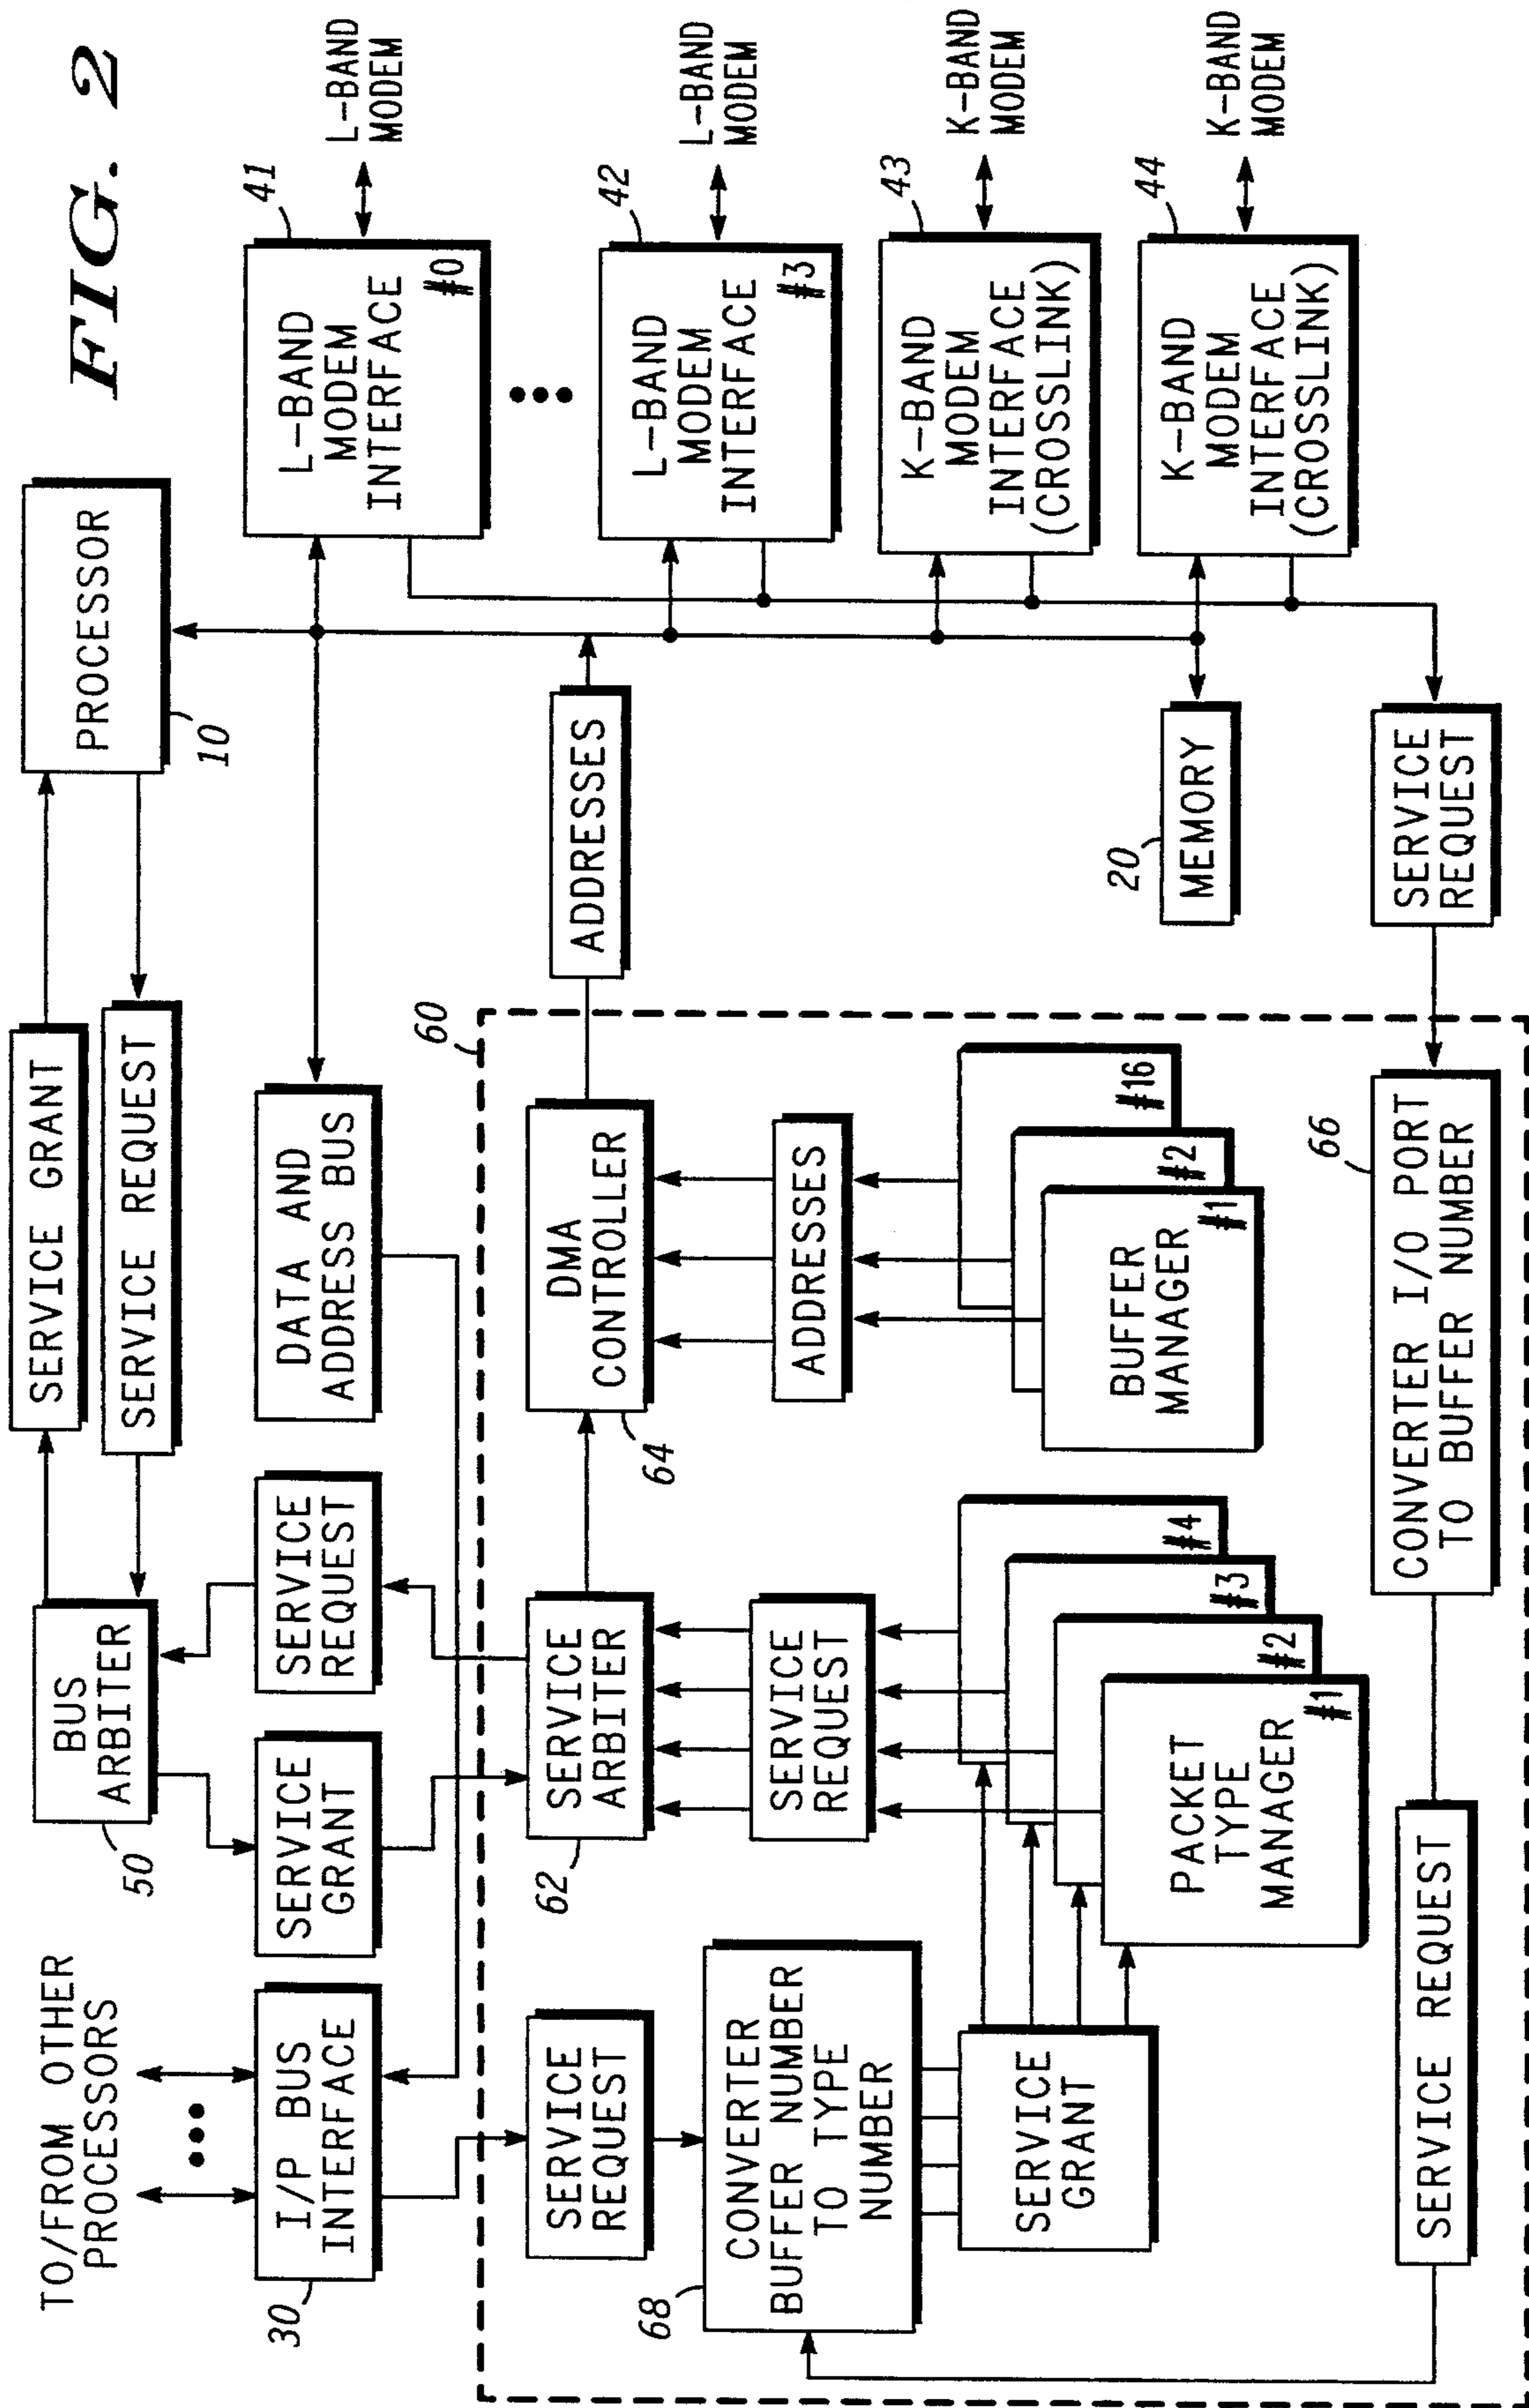 FIG. 2
TO/FROM OTHER
PROCESSORS
30
I/P BUS
INTERFACE
50
BUS
ARBITER
SERVICE
GRANT
SERVICE
REQUEST
SERVICE GRANT
SERVICE REQUEST
PROCESSOR
10
DATA AND
ADDRESS BUS
41
L-BAND
MODEM
INTERFACE
#0
L-BAND
MODEM
42
L-BAND
MODEM
INTERFACE
#3
L-BAND
MODEM
43
K-BAND
MODEM
INTERFACE
(CROSSLINK)
K-BAND
MODEM
44
K-BAND
MODEM
INTERFACE
(CROSSLINK)
K-BAND
MODEM
60
SERVICE
REQUEST
62
SERVICE
ARBITER
64
DMA
CONTROLLER
ADDRESSES
68
CONVERTER
BUFFER NUMBER
TO TYPE
NUMBER
SERVICE
REQUEST
ADDRESSES
SERVICE
GRANT
PACKET
TYPE
MANAGER
#1
#2
#3
#4
BUFFER
MANAGER
#1
#2
#16
20
MEMORY
SERVICE REQUEST
66
CONVERTER I/O PORT
TO BUFFER NUMBER
SERVICE
REQUEST